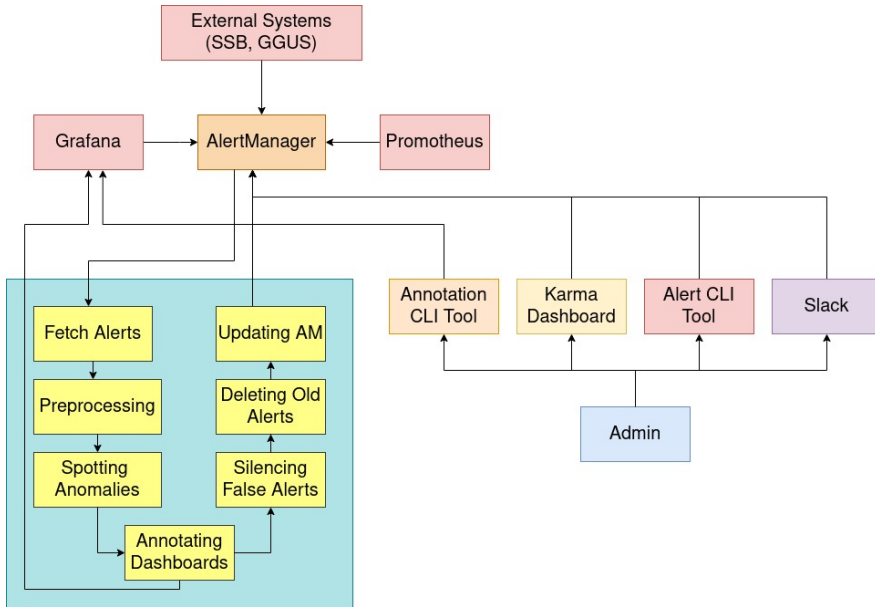 External Systems
(SSB, GGUS)
Grafana
AlertManager
Promotheus
Annotation
CLI Tool
Karma
Dashboard
Alert CLI
Tool
Slack
Admin
Fetch Alerts
Preprocessing
Spotting
Anomalies
Annotating
Dashboards
Silencing
False Alerts
Deleting Old
Alerts
Updating AM